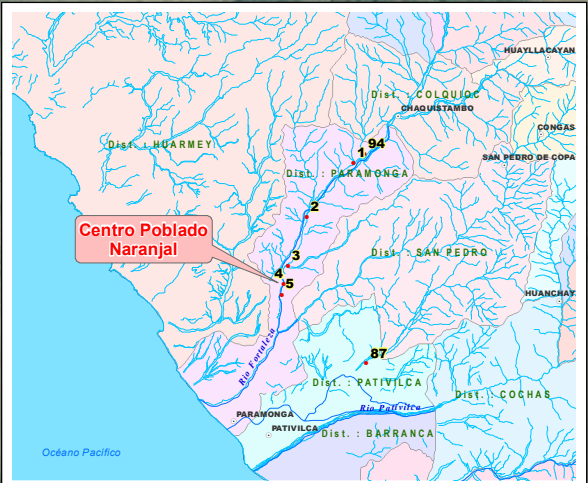 HUAYLLACAYAN
Dist. : COLQUIOC
CHAQUISTAMBO
CONGAS
Dist. : HUARMEY
1
94
SAN PEDRO DE COPA
Dist. : PARAMONGA
2
Centro Poblado
Naranjal
3
Dist. : SAN PEDRO
4
5
HUANCHAY
Río Fortaleza
87
Dist. : PATIVILCA
Dist. : COCHAS
Río Pativilca
PARAMONGA
PATIVILCA
Dist. : BARRANCA
Océano Pacífico